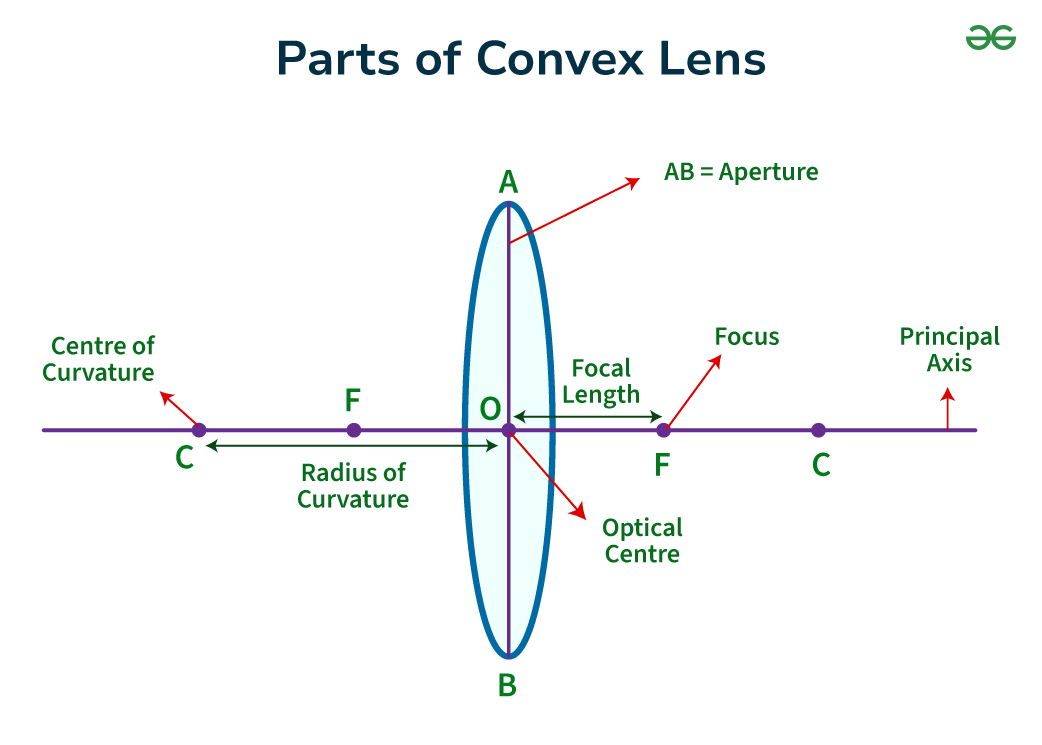 Parts of Convex Lens
A
AB = Aperture
Centre of
Curvature
F
O
Focal
Length
Focus
Principal
Axis
C
Radius of
Curvature
F
C
Optical
Centre
B